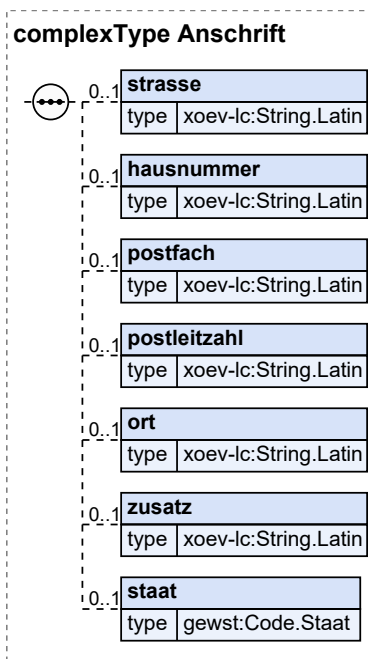 complexType Anschrift
0..1 strasse
type xoev-lc:String.Latin
0..1 hausnummer
type xoev-lc:String.Latin
0..1 postfach
type xoev-lc:String.Latin
0..1 postleitzahl
type xoev-lc:String.Latin
0..1 ort
type xoev-lc:String.Latin
0..1 zusatz
type xoev-lc:String.Latin
0..1 staat
type gewst:Code.Staat